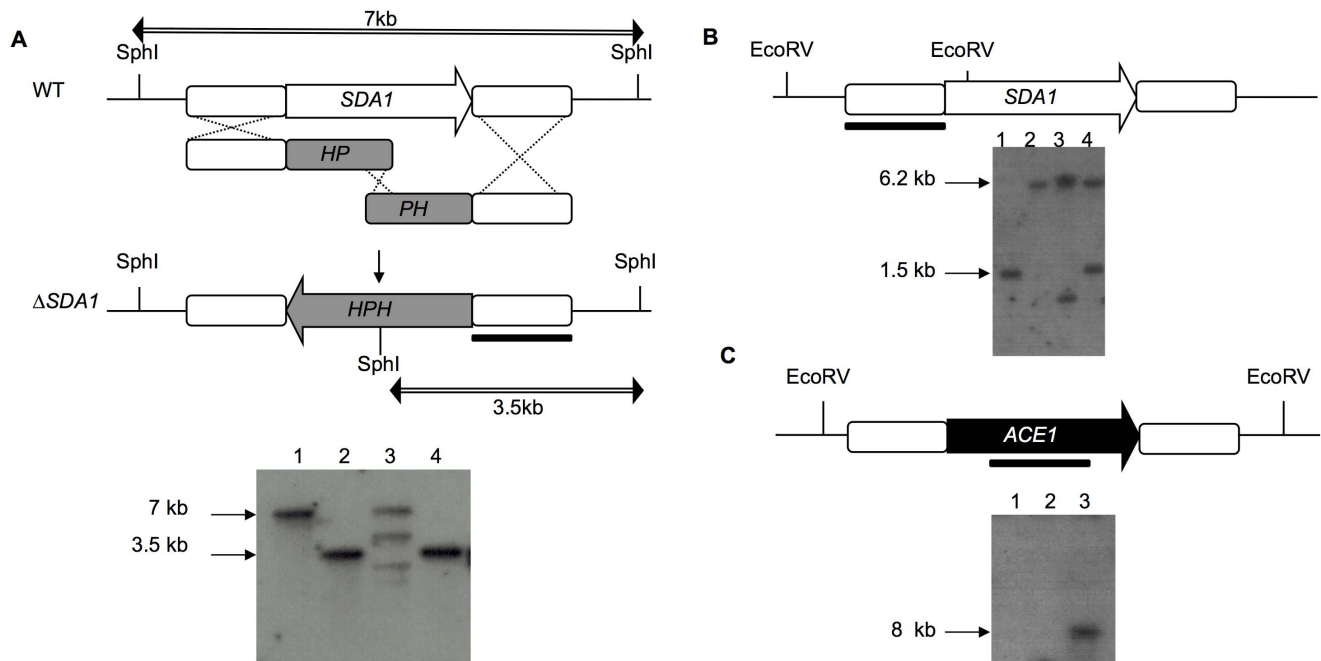 A
7kb
SphI SphI
WT
SDA1
HP
PH
SphI SphI
ΔSDA1
HPH
SphI
3.5kb
1 2 3 4
7 kb
3.5 kb
B
EcoRV EcoRV
SDA1
1 2 3 4
6.2 kb
1.5 kb
C
EcoRV EcoRV
ACE1
1 2 3
8 kb